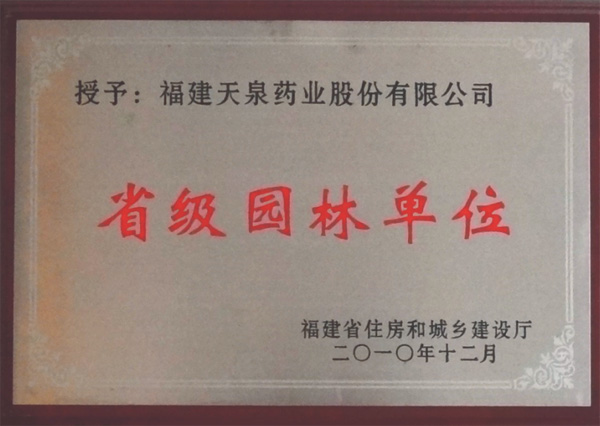 授予：福建天泉药业股份有限公司
省级园林单位
福建省住房和城乡建设厅
二〇一〇年十二月